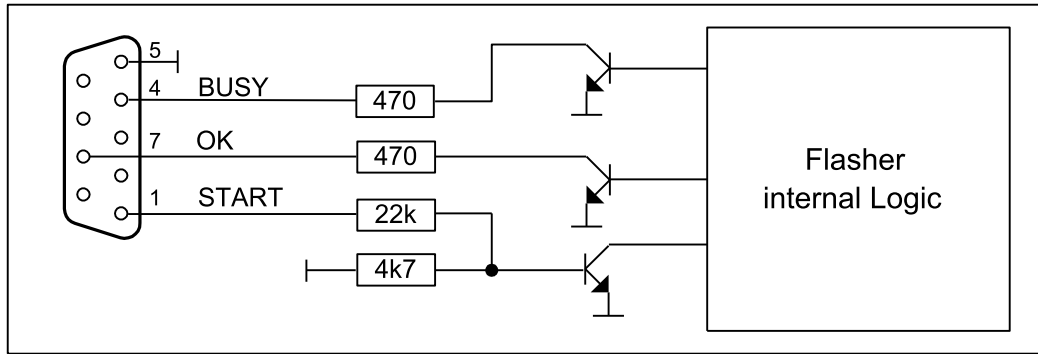 5
4 BUSY 470
7 OK 470
1 START 22k
4k7
Flasher
internal Logic